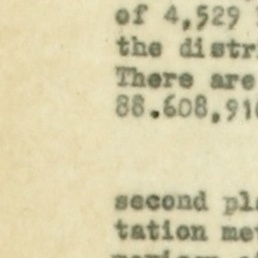 of 4,529
the distr
There are
88.608,91
second pl
tation me